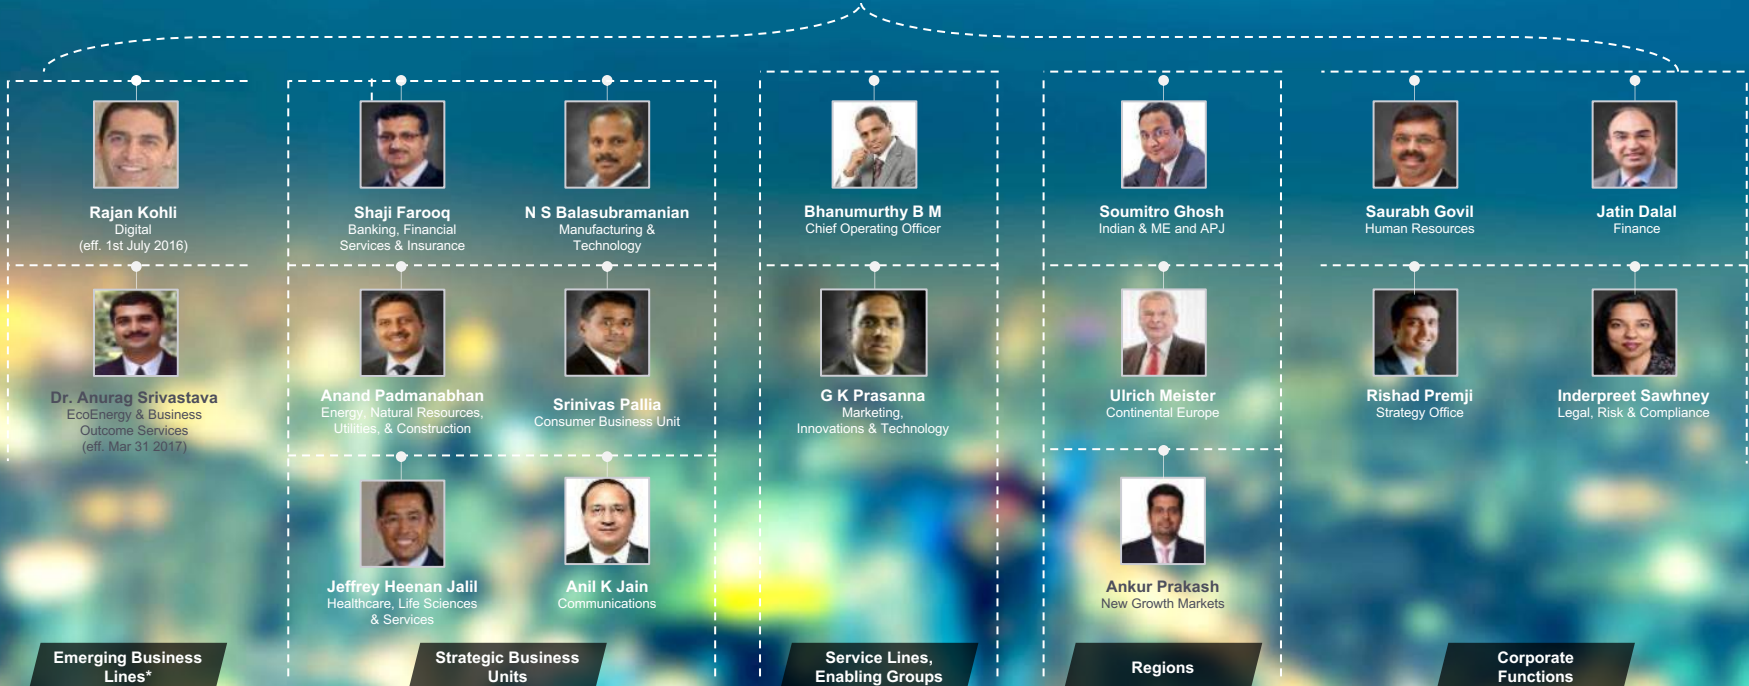 Rajan Kohli
Digital
(eff. 1st July 2016)
Dr. Anurag Srivastava
EcoEnergy & Business
Outcome Services
(eff. Mar 31 2017)
Emerging Business
Lines*
Shaji Farooq
Banking, Financial
Services & Insurance
N S Balasubramanian
Manufacturing &
Technology
Anand Padmanabhan
Energy, Natural Resources,
Utilities, & Construction
Srinivas Pallia
Consumer Business Unit
Jeffrey Heenan Jalil
Healthcare, Life Sciences
& Services
Anil K Jain
Communications
Strategic Business
Units
Bhanumurthy B M
Chief Operating Officer
G K Prasanna
Marketing,
Innovations & Technology
Service Lines,
Enabling Groups
Soumitro Ghosh
Indian & ME and APJ
Ulrich Meister
Continental Europe
Ankur Prakash
New Growth Markets
Regions
Saurabh Govil
Human Resources
Jatin Dalal
Finance
Rishad Premji
Strategy Office
Inderpreet Sawhney
Legal, Risk & Compliance
Corporate
Functions